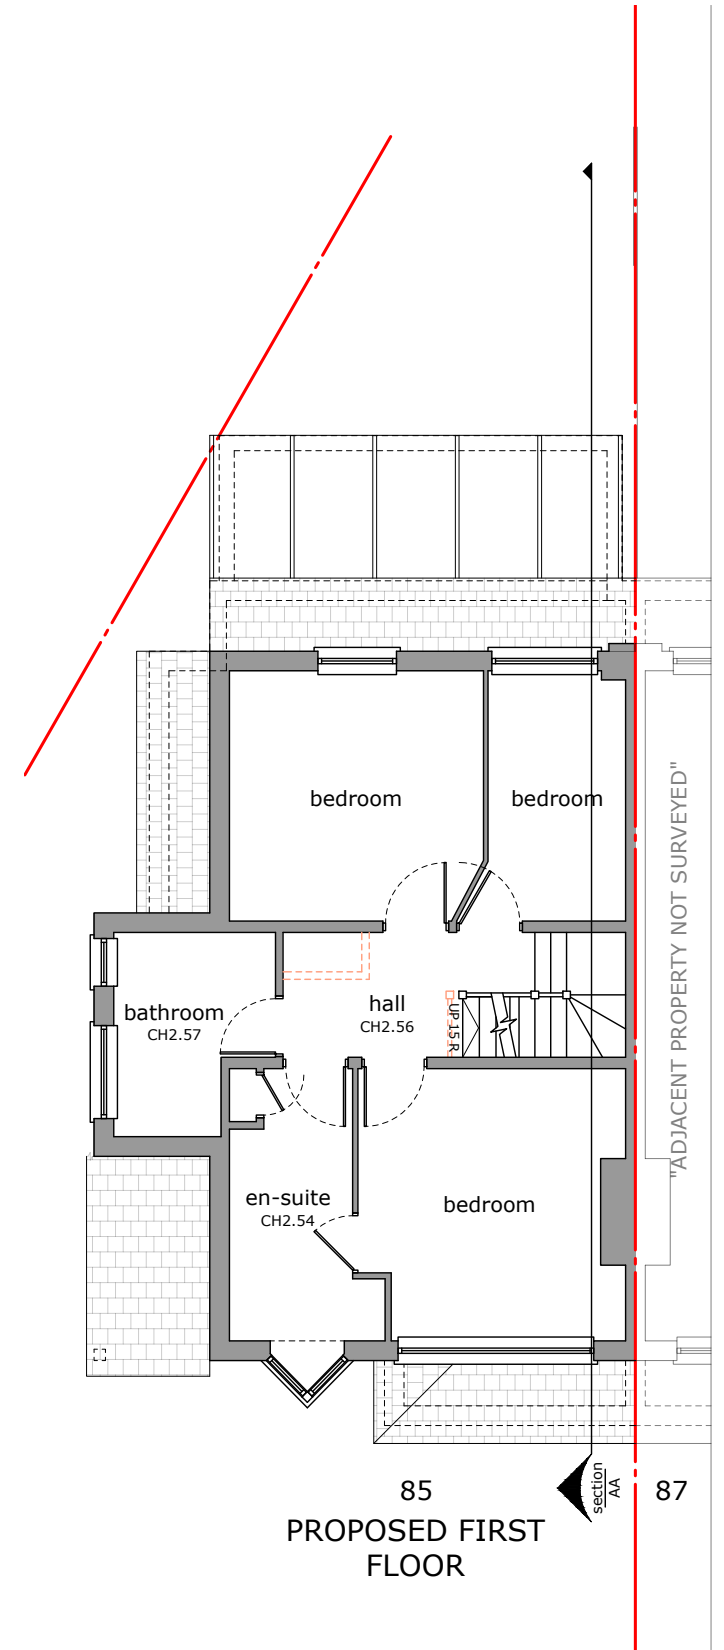 bedroom
bedroom
"ADJACENT PROPERTY NOT SURVEYED"
bathroom
CH2.57
hall
CH2.56
UP 15 R
en-suite
CH2.54
bedroom
85
section
AA
87
PROPOSED FIRST
FLOOR